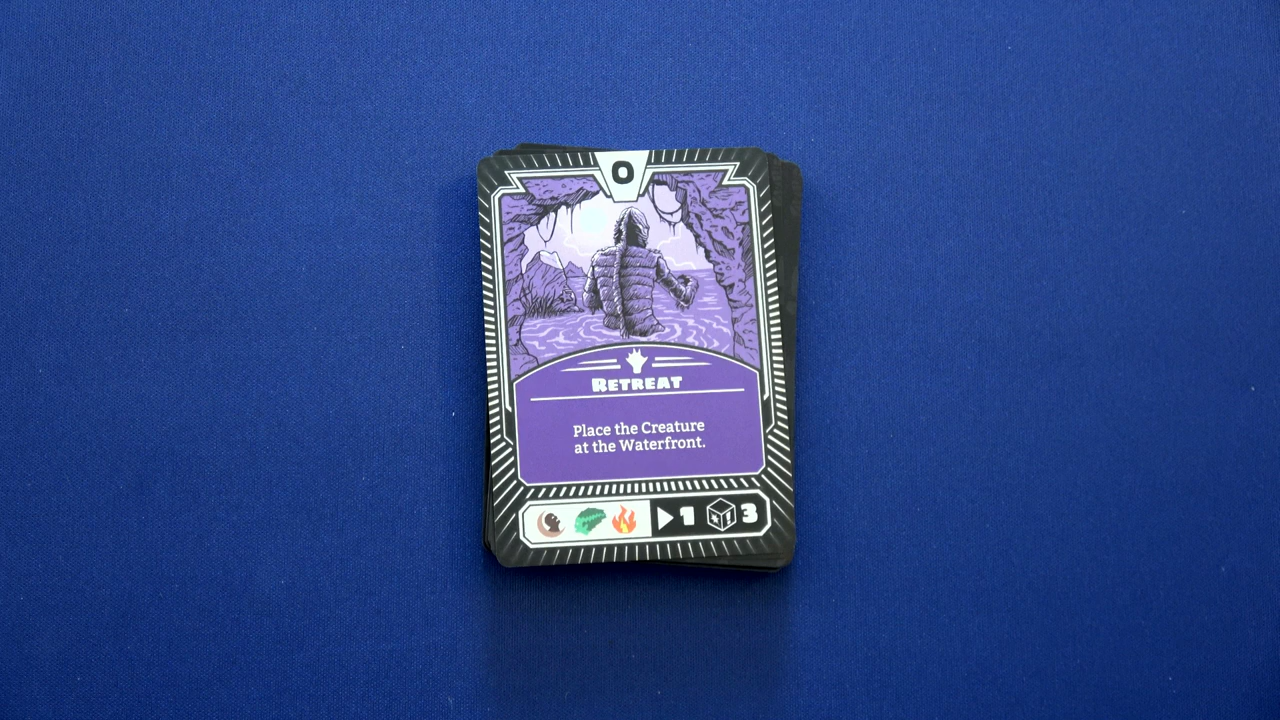 0
RETREAT
Place the Creature
at the Waterfront.
1 3